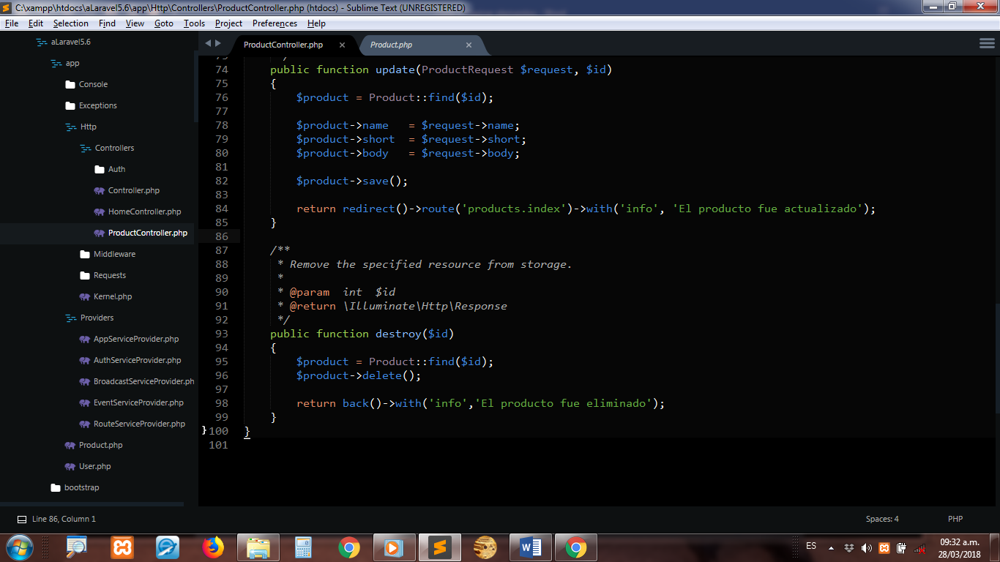 C:\xampp\htdocs\aLaravel5.6\app\Http\Controllers\ProductController.php (htdocs) - Sublime Text (UNREGISTERED)
File Edit Selection Find View Goto Tools Project Preferences Help
aLaravel5.6
app
Console
Exceptions
Http
Controllers
Auth
Controller.php
HomeController.php
ProductController.php
Middleware
Requests
Kernel.php
Providers
AppServiceProvider.php
AuthServiceProvider.php
BroadcastServiceProvider.ph
EventServiceProvider.php
RouteServiceProvider.php
Product.php
User.php
bootstrap
ProductController.php × Product.php ×
74 public function update(ProductRequest $request, $id)
75 {
76 $product = Product::find($id);
77
78 $product->name = $request->name;
79 $product->short = $request->short;
80 $product->body = $request->body;
81
82 $product->save();
83
84 return redirect()->route('products.index')->with('info', 'El producto fue actualizado');
85 }
86
87 /**
88 * Remove the specified resource from storage.
89 *
90 * @param int $id
91 * @return \Illuminate\Http\Response
92 */
93 public function destroy($id)
94 {
95 $product = Product::find($id);
96 $product->delete();
97
98 return back()->with('info','El producto fue eliminado');
99 }
}100 }
101
Line 86, Column 1 Spaces: 4 PHP
ES
09:32 a.m.
28/03/2018